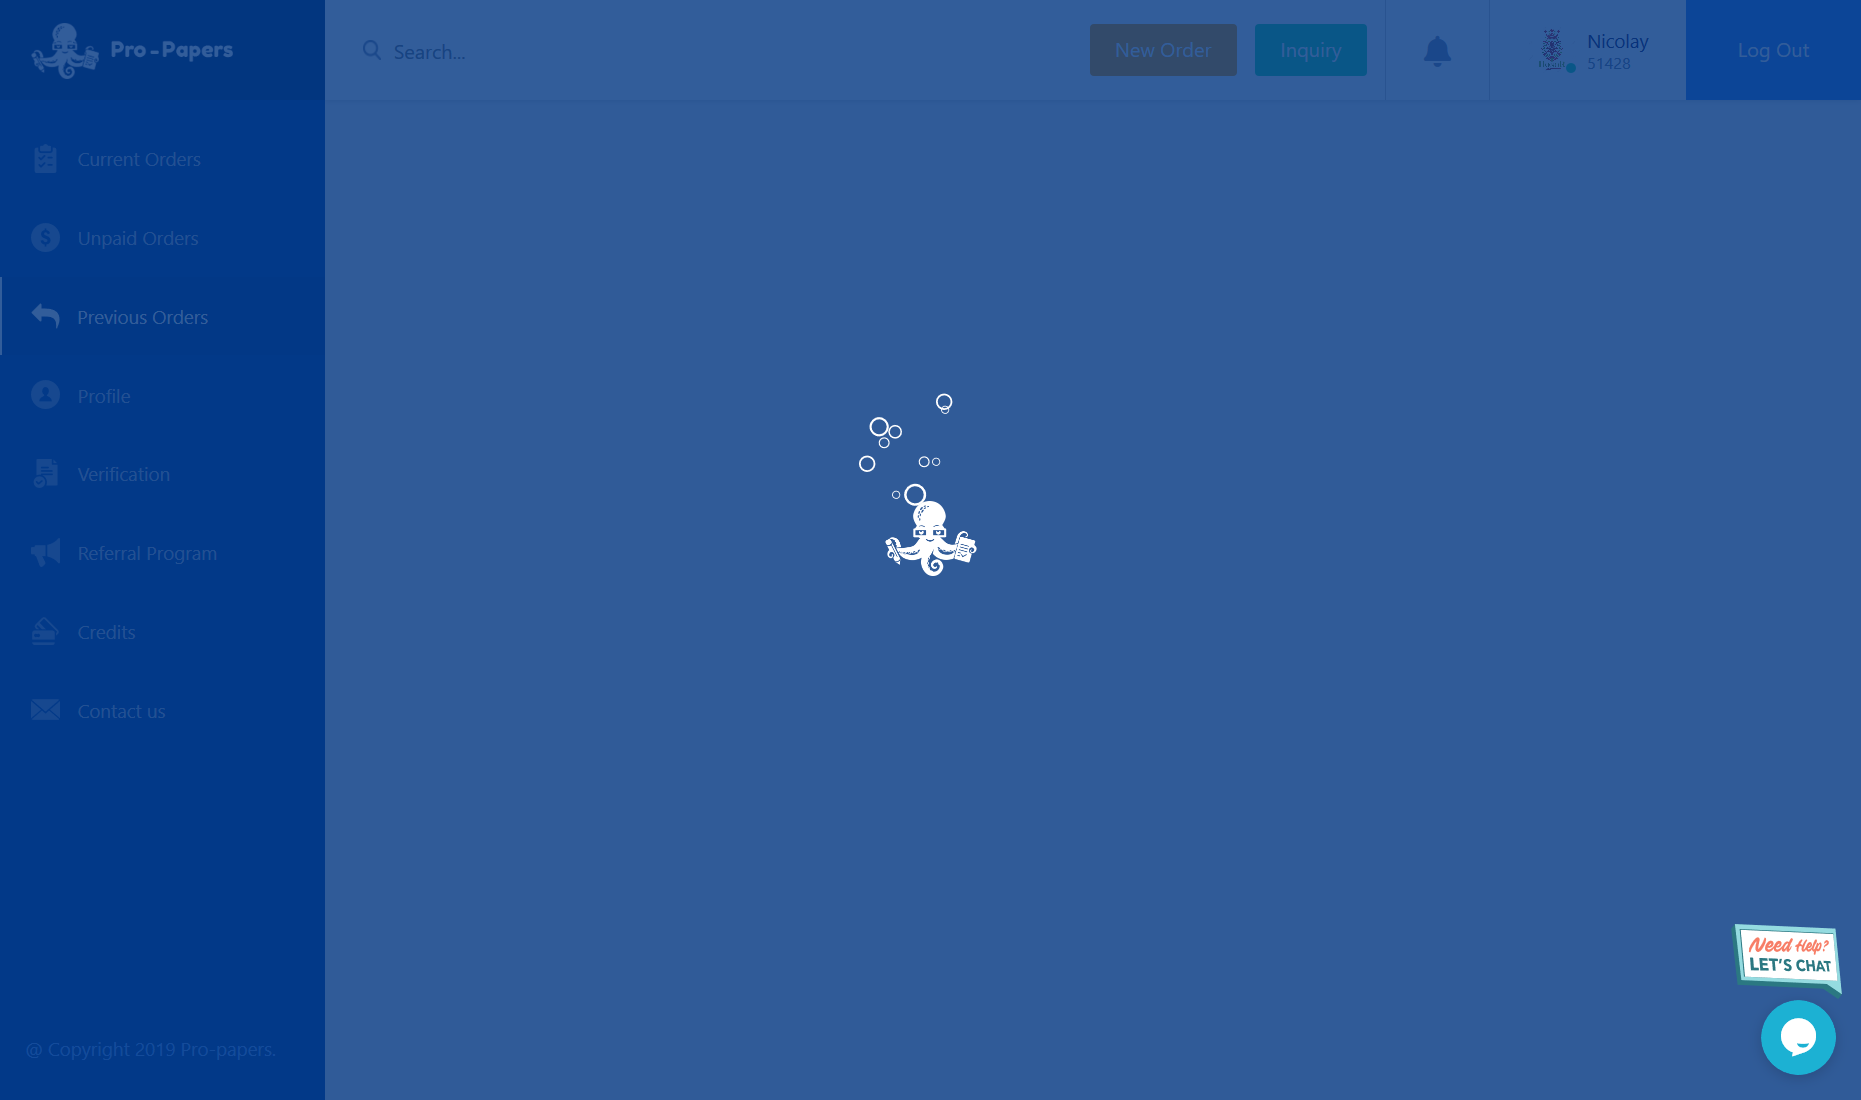 Pro-Papers
Search...
New Order
Inquiry
Nicolay
51428
Log Out
Current Orders
Unpaid Orders
Previous Orders
Profile
Verification
Referral Program
Credits
Contact us
Need Help?
LET'S CHAT
@ Copyright 2019 Pro-papers.